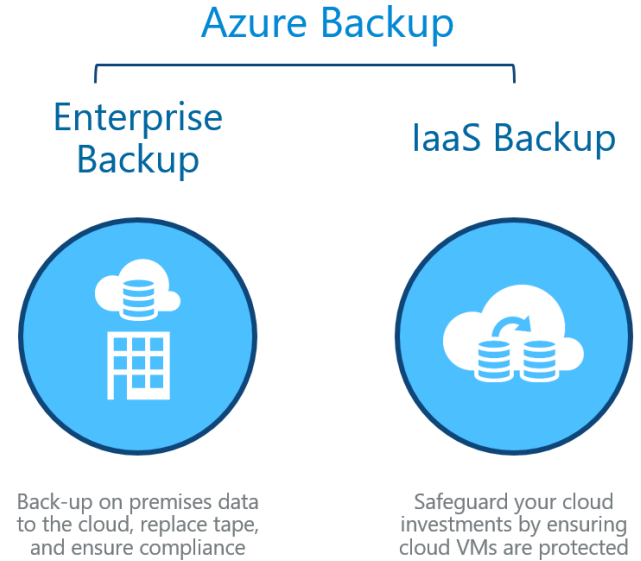 Azure Backup
Enterprise
Backup
IaaS Backup
Back-up on premises data
to the cloud, replace tape,
and ensure compliance
Safeguard your cloud
investments by ensuring
cloud VMs are protected